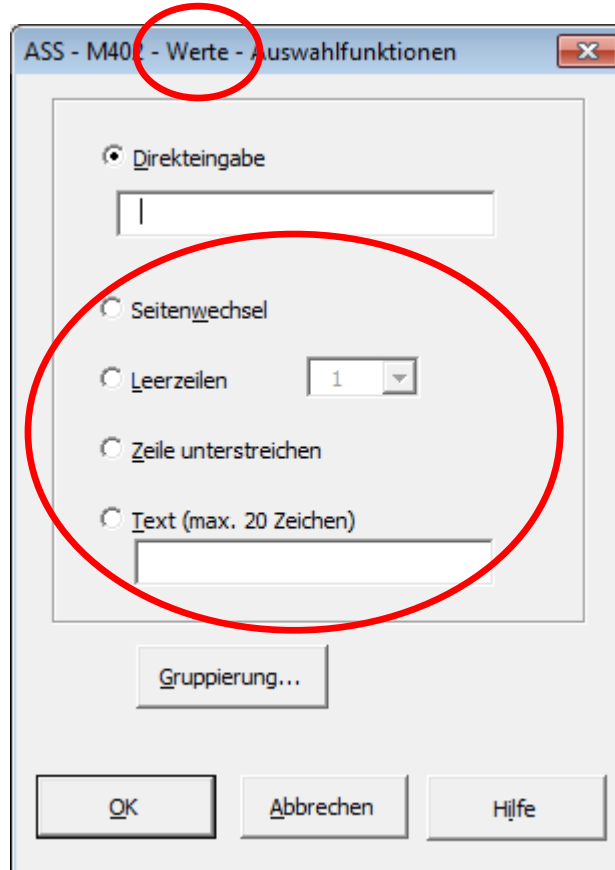 ASS - M402 - Werte - Auswahlfunktionen
Direkteingabe
Seitenwechsel
Leerzeilen 1
Zeile unterstreichen
Text (max. 20 Zeichen)
Gruppierung...
OK Abbrechen Hilfe